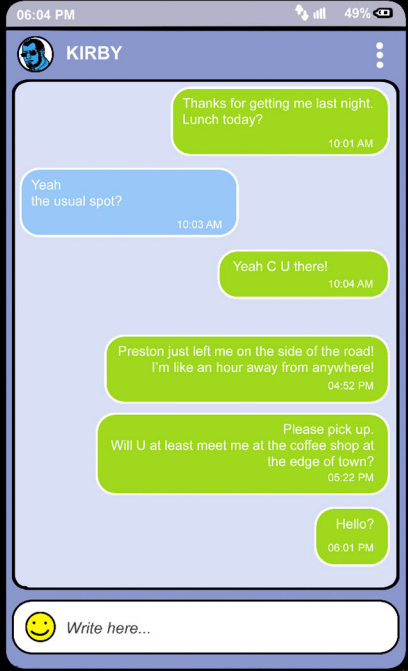 06:04 PM
49%
KIRBY
Thanks for getting me last night.
Lunch today?
10:01 AM
Yeah
the usual spot?
10:03 AM
Yeah C U there!
10:04 AM
Preston just left me on the side of the road!
I'm like an hour away from anywhere!
04:52 PM
Please pick up.
Will U at least meet me at the coffee shop at
the edge of town?
05:22 PM
Hello?
06:01 PM
Write here...